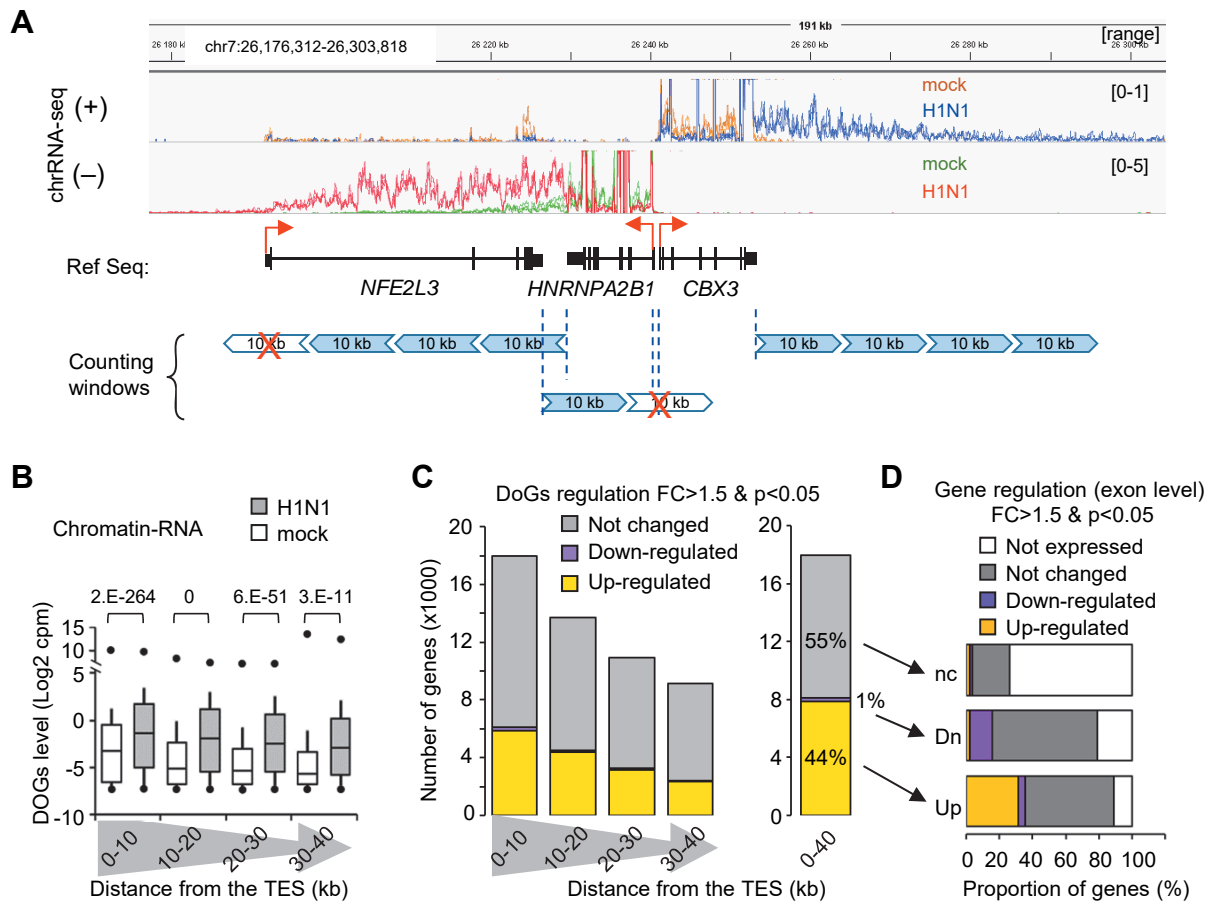 A
191 kb
[range]
26 180 kb
chr7:26,176,312-26,303,818
26 220 kb
26 240 kb
26 260 kb
26 280 kb
26 300 kb
chrRNA-seq
(+)
mock
H1N1
[0-1]
(–)
mock
H1N1
[0-5]
Ref Seq:
NFE2L3
HNRNPA2B1
CBX3
Counting
windows
10 kb
10 kb
10 kb
10 kb
10 kb
10 kb
10 kb
10 kb
10 kb
10 kb
B
Chromatin-RNA
H1N1
mock
2.E-264
0
6.E-51
3.E-11
DOGs level (Log2 cpm)
15
10
5
0
-5
-10
0-10
10-20
20-30
30-40
Distance from the TES (kb)
C
DoGs regulation FC>1.5 & p<0.05
Not changed
Down-regulated
Up-regulated
Number of genes (x1000)
20
16
12
8
4
0
0-10
10-20
20-30
30-40
20
16
12
8
4
0
55%
1%
44%
0-40
Distance from the TES (kb)
D
Gene regulation (exon level)
FC>1.5 & p<0.05
Not expressed
Not changed
Down-regulated
Up-regulated
nc
Dn
Up
0
20
40
60
80
100
Proportion of genes (%)